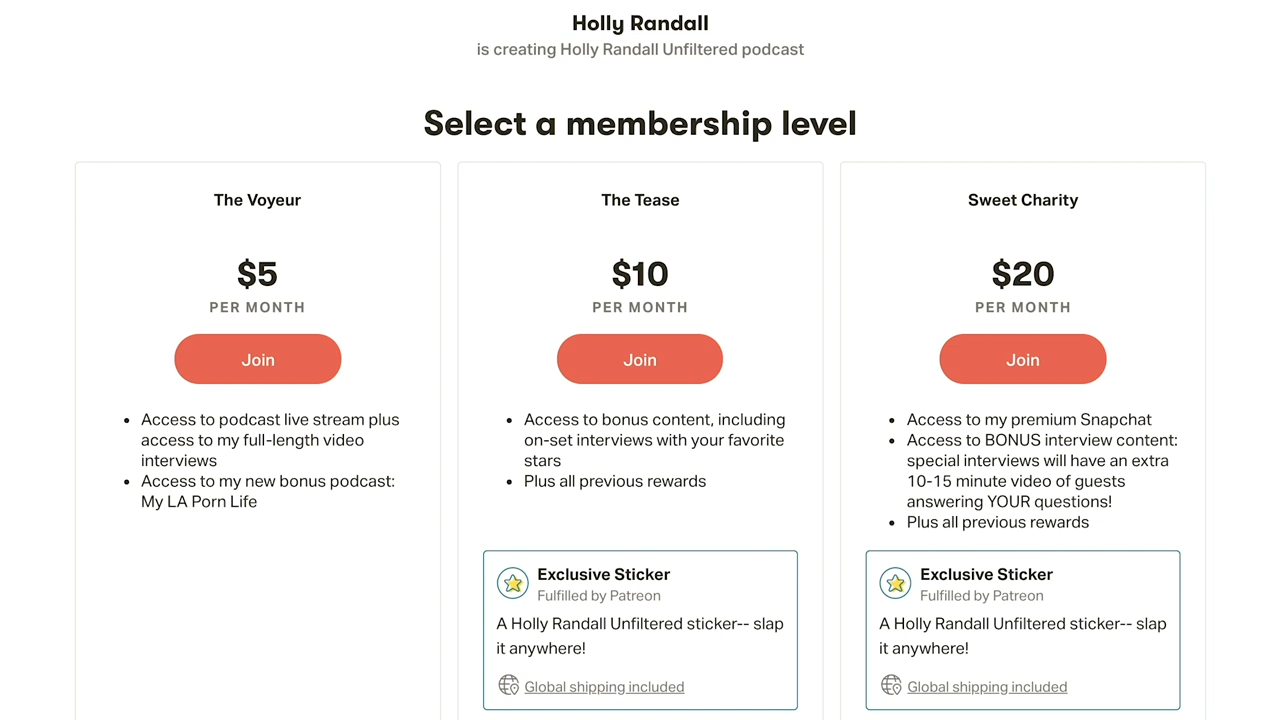 Holly Randall
is creating Holly Randall Unfiltered podcast
Select a membership level
The Voyeur
$5
PER MONTH
Join
• Access to podcast live stream plus
access to my full-length video
interviews
• Access to my new bonus podcast:
My LA Porn Life
The Tease
$10
PER MONTH
Join
• Access to bonus content, including
on-set interviews with your favorite
stars
• Plus all previous rewards
Exclusive Sticker
Fulfilled by Patreon
A Holly Randall Unfiltered sticker-- slap
it anywhere!
Global shipping included
Sweet Charity
$20
PER MONTH
Join
• Access to my premium Snapchat
• Access to BONUS interview content:
special interviews will have an extra
10-15 minute video of guests
answering YOUR questions!
• Plus all previous rewards
Exclusive Sticker
Fulfilled by Patreon
A Holly Randall Unfiltered sticker-- slap
it anywhere!
Global shipping included